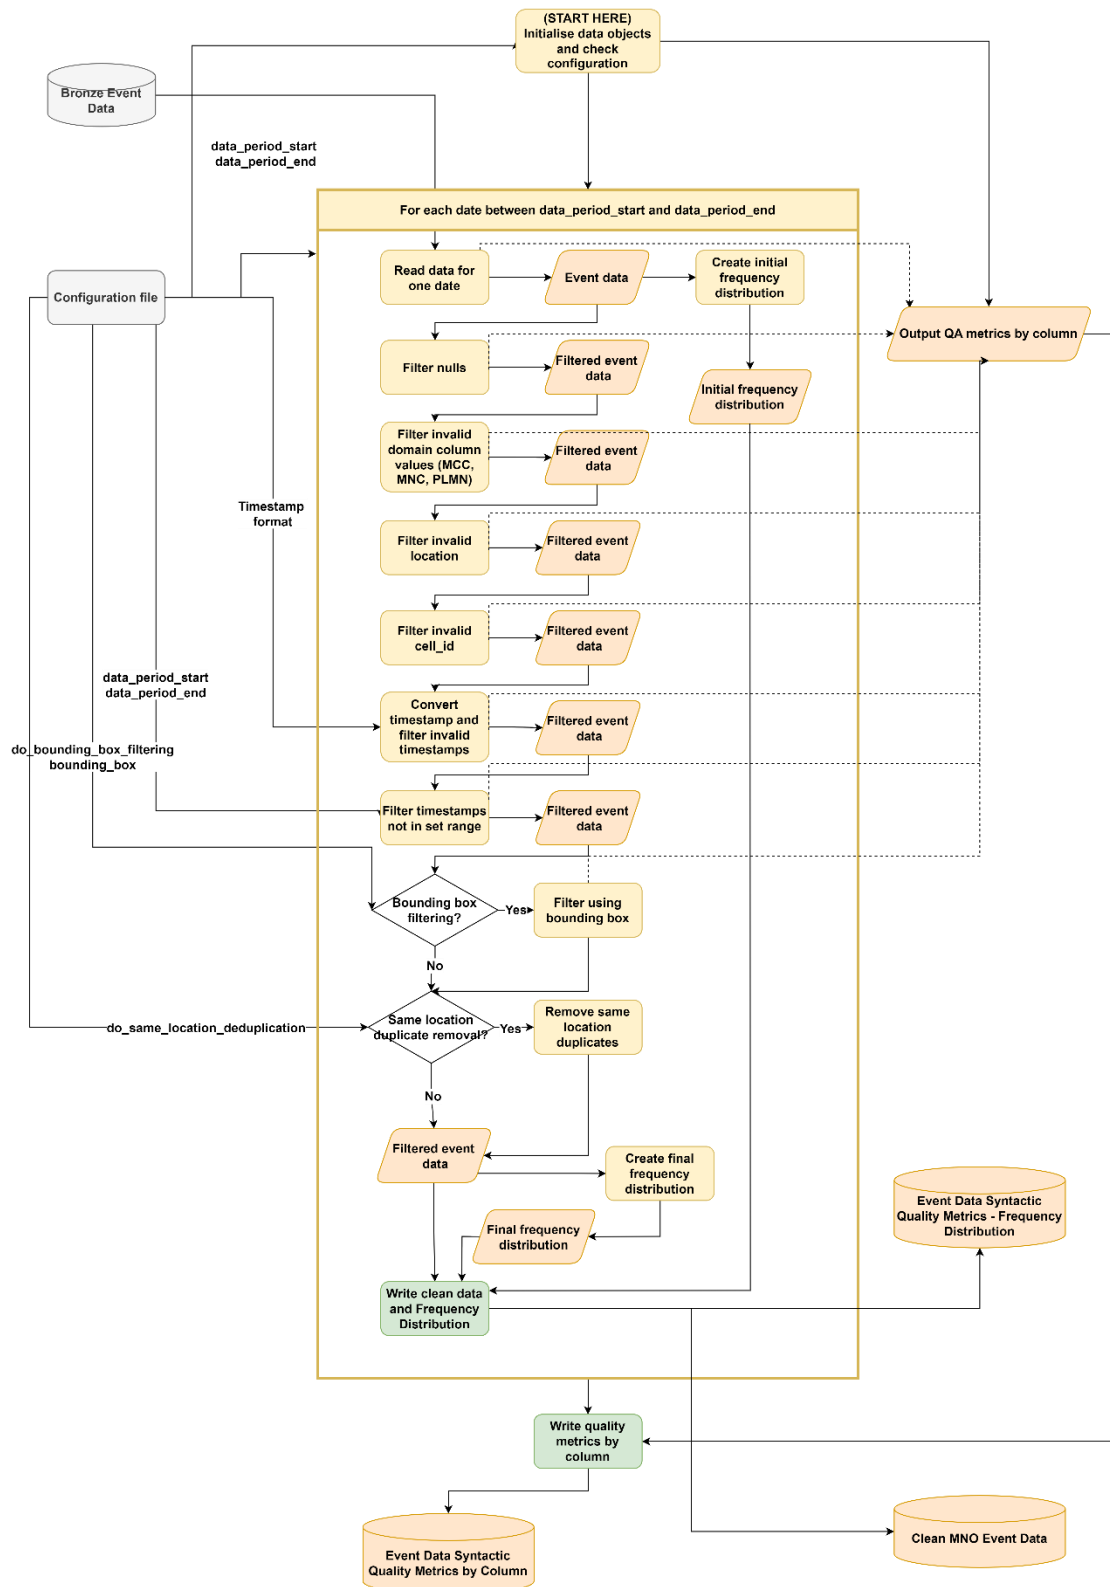 (START HERE)
Initialise data objects
and check
configuration
Bronze Event
Data
data_period_start
data_period_end
For each date between data_period_start and data_period_end
Read data for
one date
Event data
Create initial
frequency
distribution
Configuration file
Output QA metrics by column
Filter nulls
Filtered event
data
Initial frequency
distribution
Filter invalid
domain column
values (MCC,
MNC, PLMN)
Filtered event
data
Timestamp
format
Filter invalid
location
Filtered event
data
Filter invalid
cell_id
Filtered event
data
data_period_start
data_period_end
Convert
timestamp and
filter invalid
timestamps
Filtered event
data
do_bounding_box_filtering
bounding_box
Filter timestamps
not in set range
Filtered event
data
Bounding box
filtering?
Yes
Filter using
bounding box
No
do_same_location_deduplication
Same location
duplicate removal?
Yes
Remove same
location
duplicates
No
Filtered event
data
Create final
frequency
distribution
Event Data Syntactic
Quality Metrics - Frequency
Distribution
Final frequency
distribution
Write clean data
and Frequency
Distribution
Write quality
metrics by
column
Clean MNO Event Data
Event Data Syntactic
Quality Metrics by Column